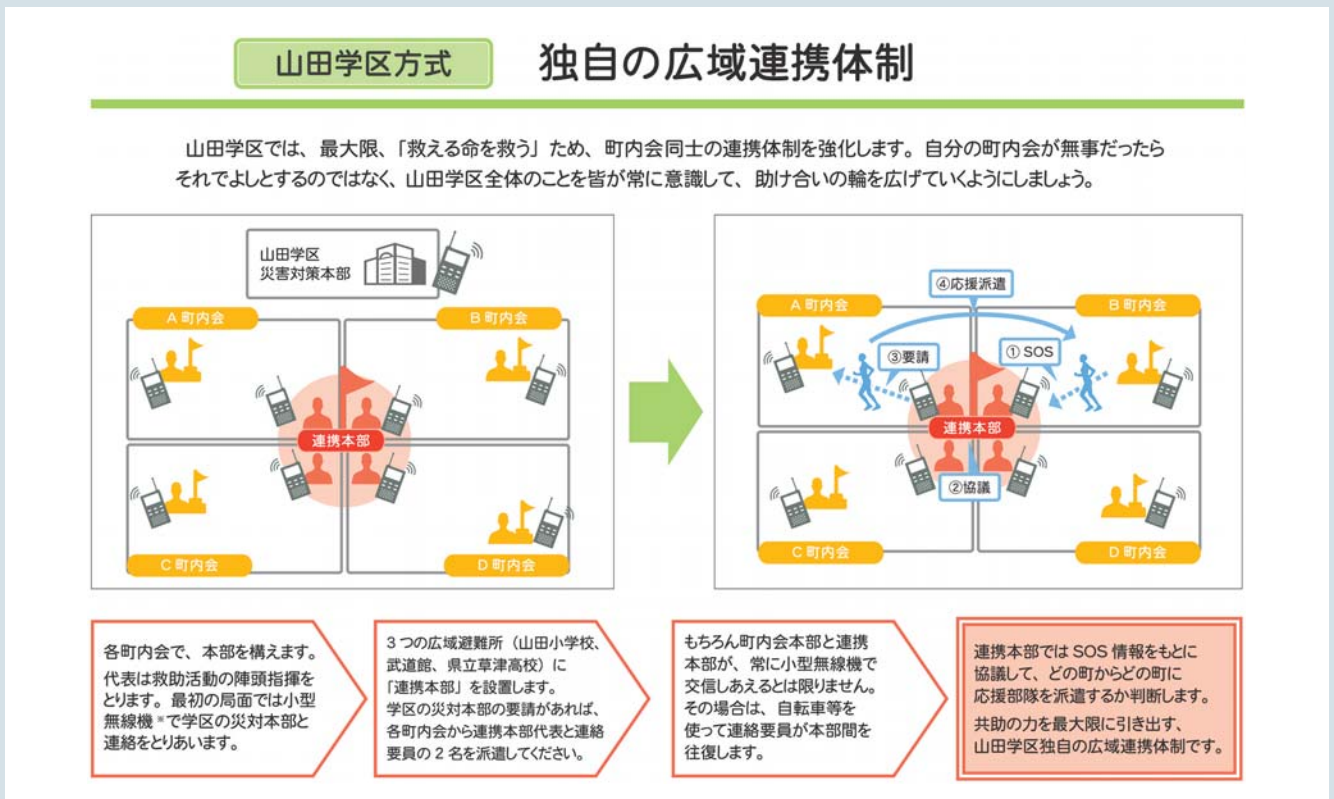 山田学区方式
独自の広域連携体制
山田学区では、最大限、「救える命を救う」ため、町内会同士の連携体制を強化します。自分の町内会が無事だったら
それでよしとするのではなく、山田学区全体のことを皆が常に意識して、助け合いの輪を広げていくようにしましょう。
山田学区
災害対策本部
A 町内会
B 町内会
連携本部
C 町内会
D 町内会
④応援派遣
A 町内会
B 町内会
③要請
① SOS
連携本部
②協議
C 町内会
D 町内会
各町内会で、本部を構えます。
代表は救助活動の陣頭指揮を
とります。最初の局面では小型
無線機※で学区の災対本部と
連絡をとりあいます。
3 つの広域避難所（山田小学校、
武道館、県立草津高校）に
「連携本部」を設置します。
学区の災対本部の要請があれば、
各町内会から連携本部代表と連絡
要員の 2 名を派遣してください。
もちろん町内会本部と連携
本部が、常に小型無線機で
交信しあえるとは限りません。
その場合は、自転車等を
使って連絡要員が本部間を
往復します。
連携本部では SOS 情報をもとに
協議して、どの町からどの町に
応援部隊を派遣するか判断します。
共助の力を最大限に引き出す、
山田学区独自の広域連携体制です。